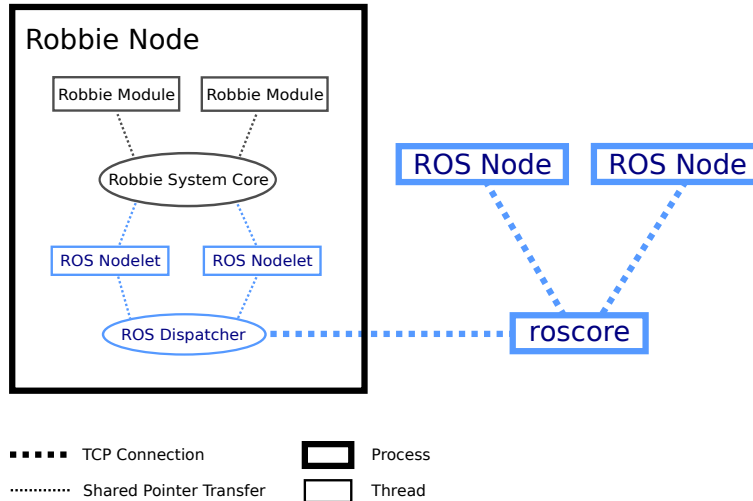 Robbie Node
Robbie Module
Robbie Module
Robbie System Core
ROS Nodelet
ROS Nodelet
ROS Dispatcher
ROS Node
ROS Node
roscore
TCP Connection
Process
Shared Pointer Transfer
Thread